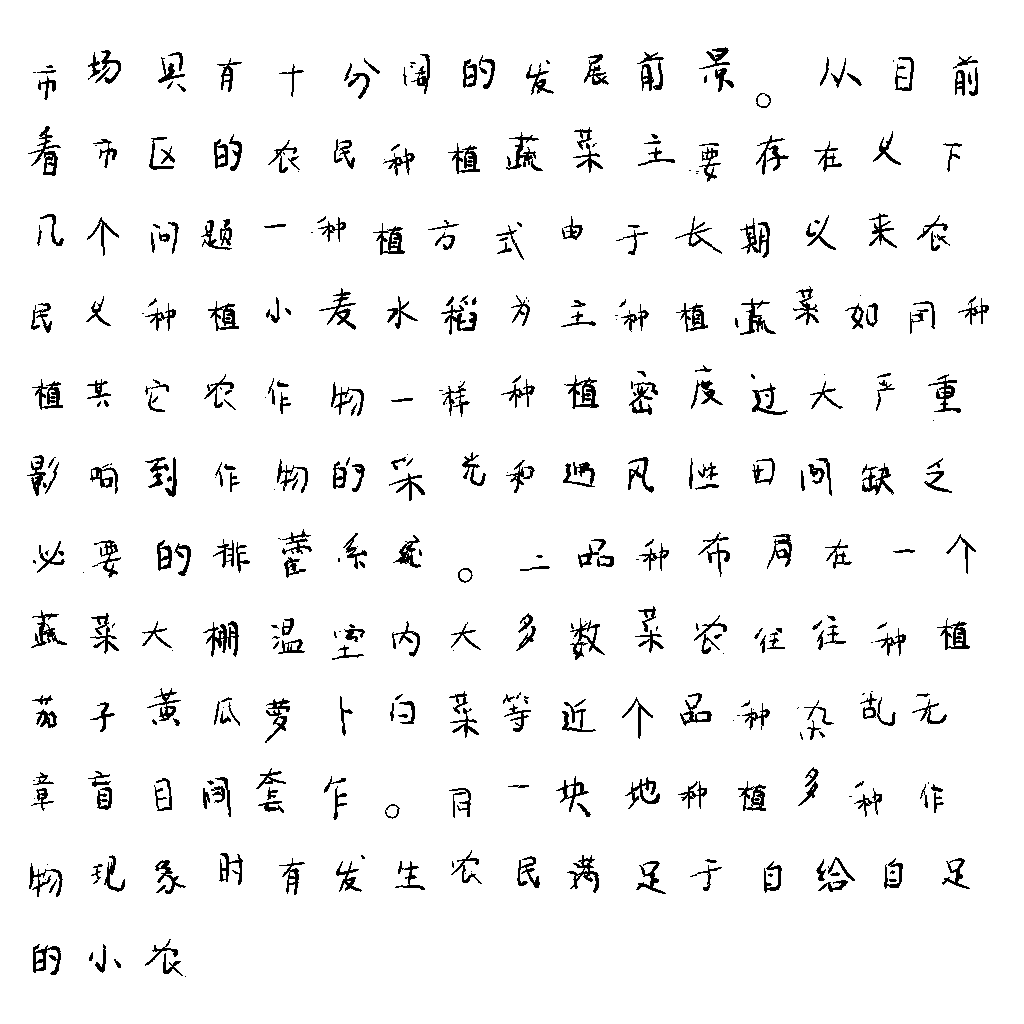 市场具有十分阔的发展前景。从目前
看市区的农民种植蔬菜主要存在义下
几个问题一种植方式由于长期以来农
民义种植小麦水稻为主种植蔬菜如同种
植其它农作物一样种植密度过大严重
影响到作物的采光和通风性田间缺乏
必要的排灌系统。二品种布局在一个
蔬菜大棚温室内大多数菜农往往种植
茄子黄瓜萝卜白菜等近个品种杂乱无
章盲目间套乍。同一块地种植多种作
物现象时有发生农民满足于自给自足
的小农